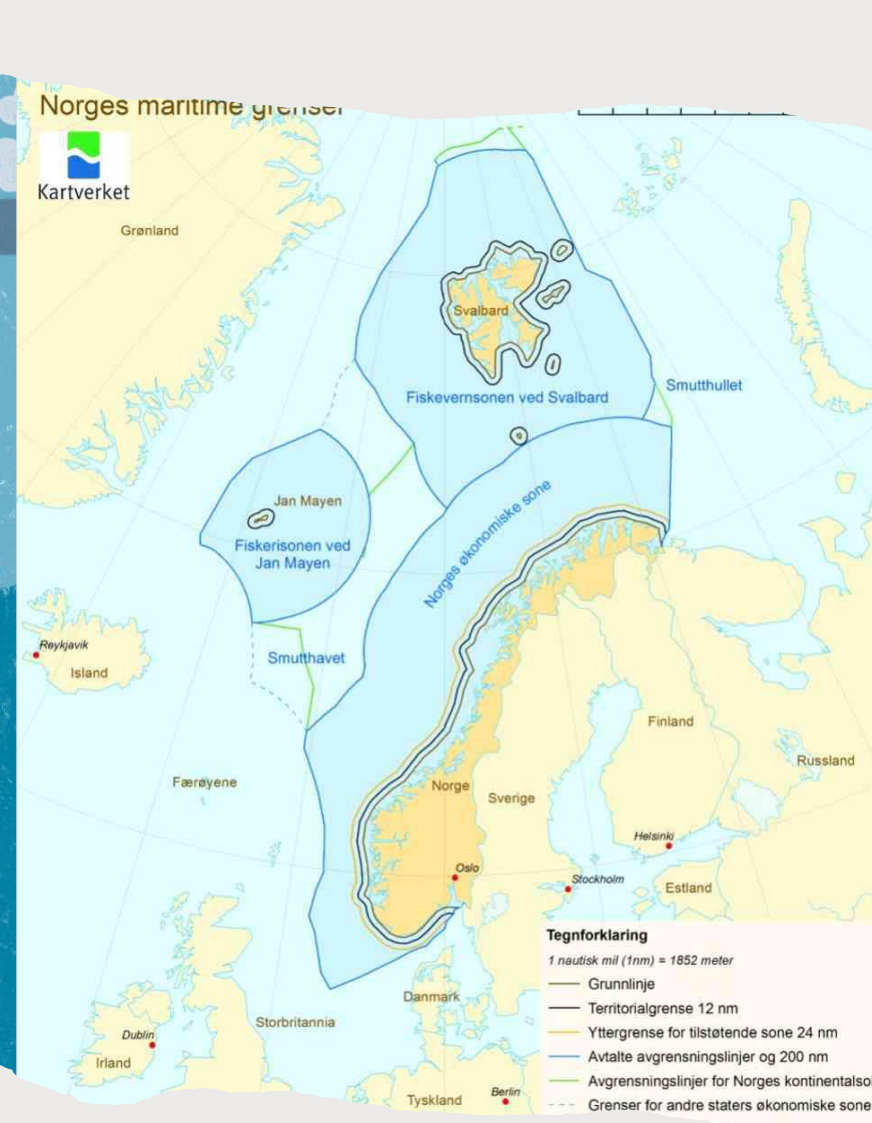 Norges maritime grenser
Kartverket
Grønland
Svalbard
Fiskevernsonen ved Svalbard
Smutthullet
Jan Mayen
Fiskerisonen ved
Jan Mayen
Norges økonomiske sone
Reykjavik
Island
Smutthavet
Finland
Russland
Færøyene
Norge
Sverige
Helsinki
Oslo
Stockholm
Estland
Danmark
Storbritannia
Dublin
Irland
Tyskland
Berlin
Tegnforklaring
1 nautisk mil (1nm) = 1852 meter
Grunnlinje
Territorialgrense 12 nm
Yttergrense for tilstøtende sone 24 nm
Avtalte avgrensningslinjer og 200 nm
Avgrensningslinjer for Norges kontinentalso
Grenser for andre staters økonomiske sone